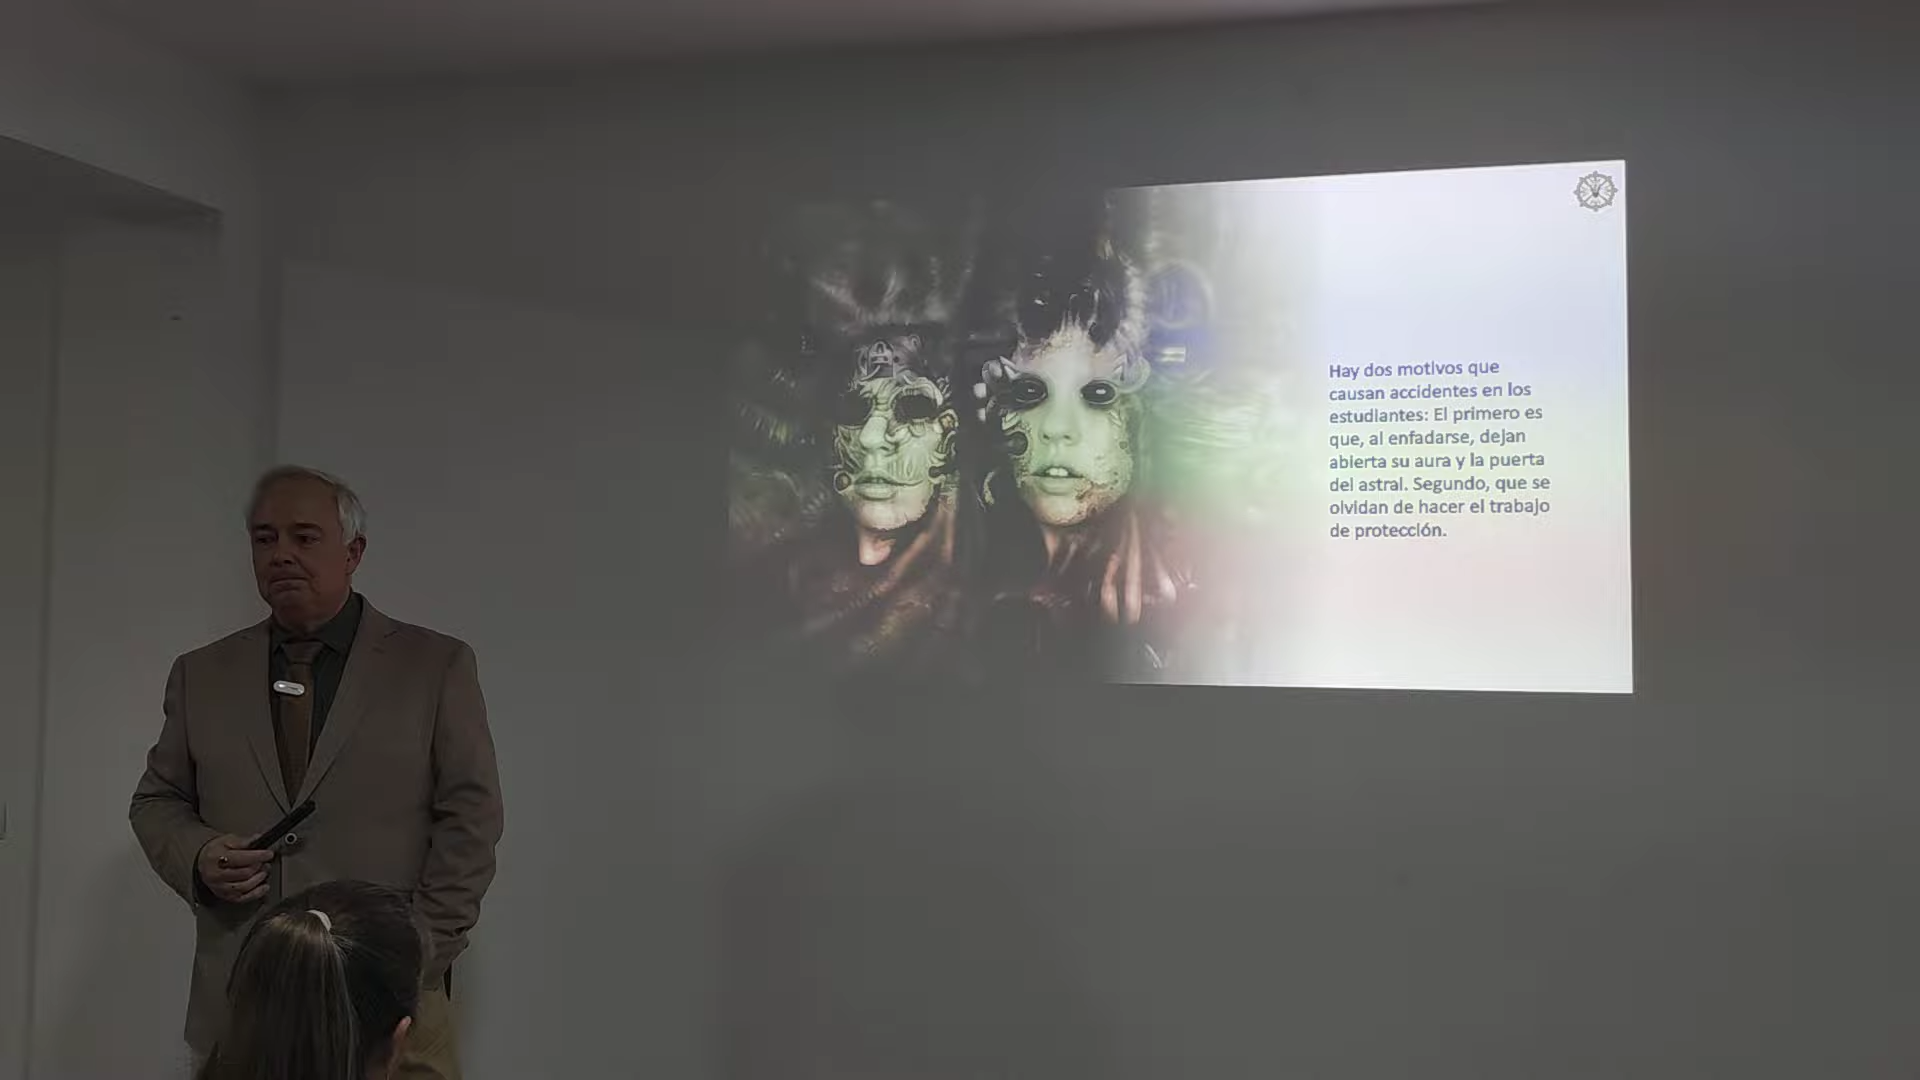 Hay dos motivos que
causan accidentes en los
estudiantes: El primero es
que, al enfadarse, dejan
abierta su aura y la puerta
del astral. Segundo, que se
olvidan de hacer el trabajo
de protección.